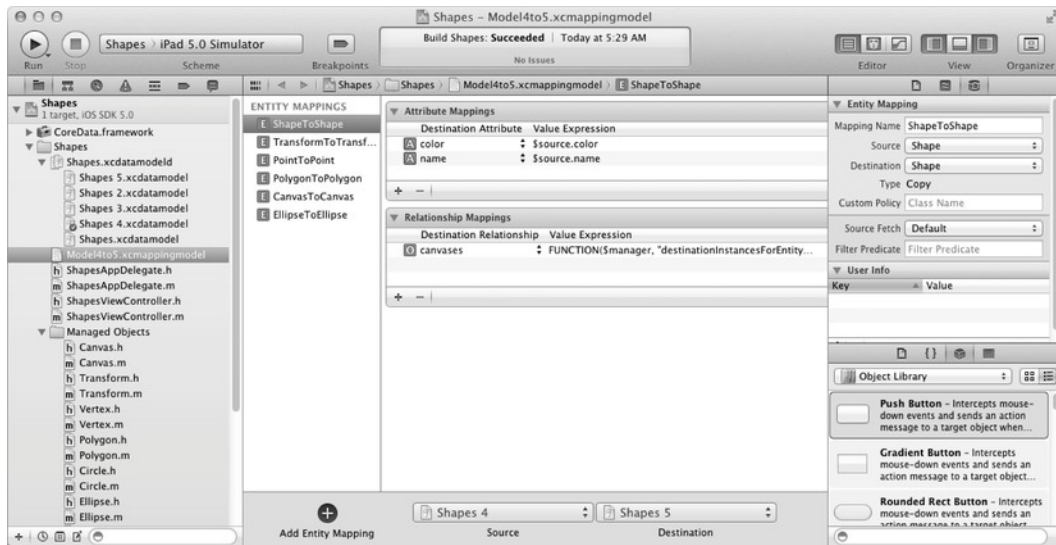 Shapes – Model4to5.xcmappingmodel
Run
Stop
Shapes 〉 iPad 5.0 Simulator
Scheme
Breakpoints
Build Shapes: Succeeded | Today at 5:29 AM
No Issues
Editor
View
Organizer
Shapes
1 target, iOS SDK 5.0
CoreData.framework
Shapes
Shapes.xcdatamodeld
Shapes 5.xcdatamodel
Shapes 2.xcdatamodel
Shapes 3.xcdatamodel
Shapes 4.xcdatamodel
Shapes.xcdatamodel
Model4to5.xcmappingmodel
h ShapesAppDelegate.h
m ShapesAppDelegate.m
h ShapesViewController.h
m ShapesViewController.m
Managed Objects
h Canvas.h
m Canvas.m
h Transform.h
m Transform.m
h Vertex.h
m Vertex.m
h Polygon.h
m Polygon.m
h Circle.h
m Circle.m
h Ellipse.h
m Ellipse.m
Shapes 〉 Shapes 〉 Model4to5.xcmappingmodel 〉 E ShapeToShape
ENTITY MAPPINGS
E ShapeToShape
E TransformToTransf...
E PointToPoint
E PolygonToPolygon
E CanvasToCanvas
E EllipseToEllipse
Attribute Mappings
Destination Attribute Value Expression
A color $source.color
A name $source.name
+ –
Relationship Mappings
Destination Relationship Value Expression
O canvases FUNCTION($manager, "destinationInstancesForEntity...
+ –
Add Entity Mapping
Shapes 4
Source
Shapes 5
Destination
Entity Mapping
Mapping Name ShapeToShape
Source Shape
Destination Shape
Type Copy
Custom Policy Class Name
Source Fetch Default
Filter Predicate Filter Predicate
User Info
Key Value
{ }
Object Library
Push Button – Intercepts mouse-
down events and sends an action
message to a target object when...
Gradient Button – Intercepts
mouse-down events and sends an
action message to a target object...
Rounded Rect Button – Intercepts
mouse-down events and sends an
action message to a target object...